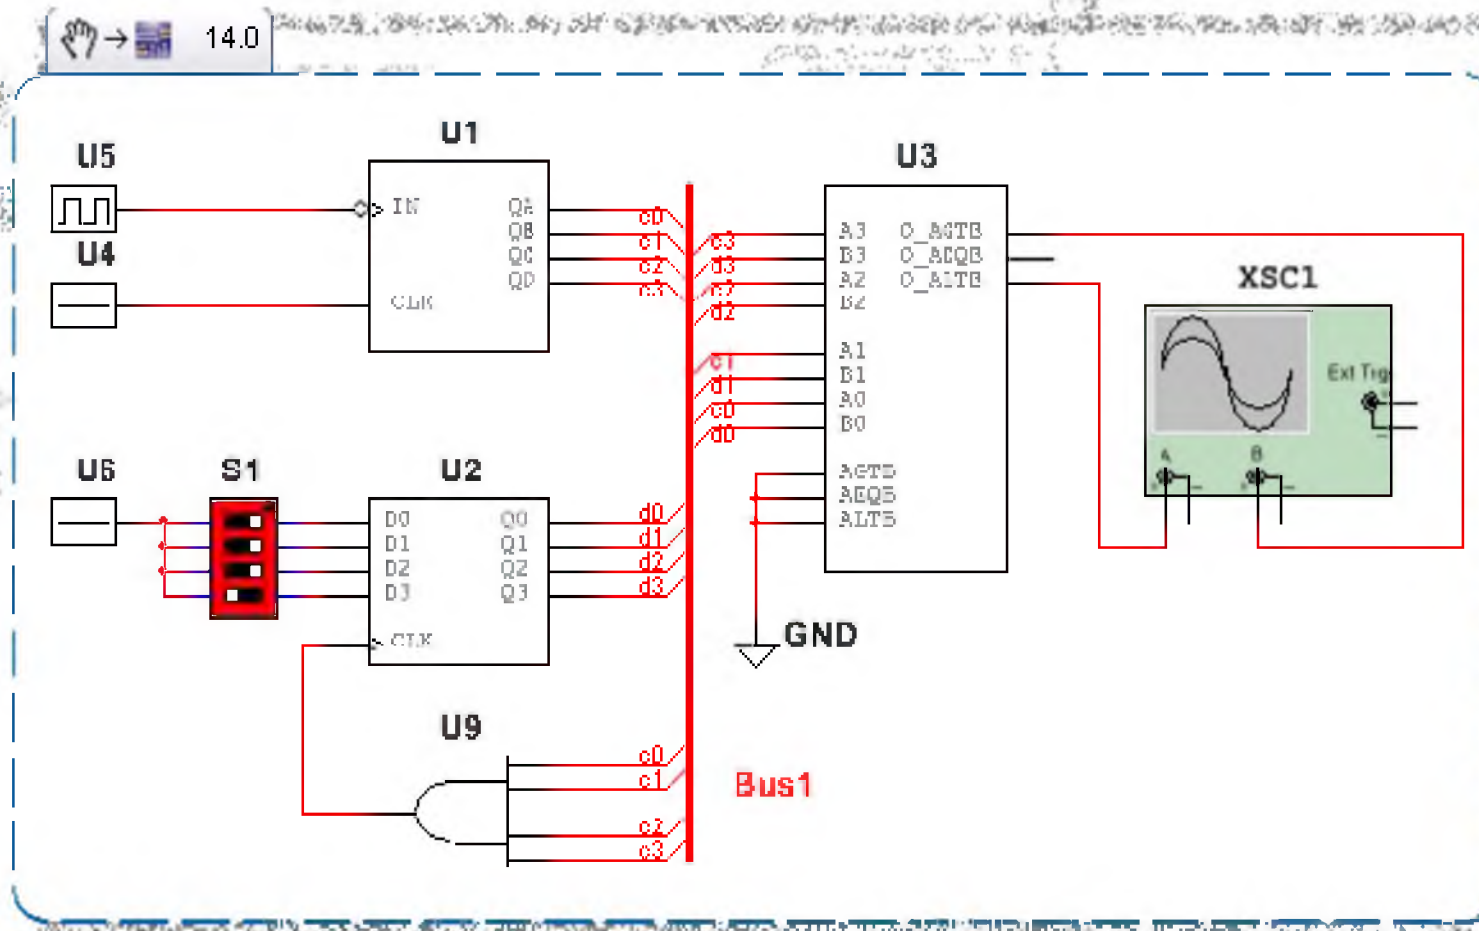 14.0
U5
U4
U1
IN
CLR
QA
QB
QC
QD
c0
c1
c2
c3
U3
c3
d3
c2
d2
c1
d1
c0
d0
A3
B3
A2
B2
A1
B1
A0
B0
AGTB
AEQB
ALTB
O_AGTB
O_AEQB
O_ALTB
GND
XSC1
Ext Trg
A
B
U6
S1
U2
D0
D1
D2
D3
CLK
Q0
Q1
Q2
Q3
d0
d1
d2
d3
U9
c0
c1
c2
c3
Bus1